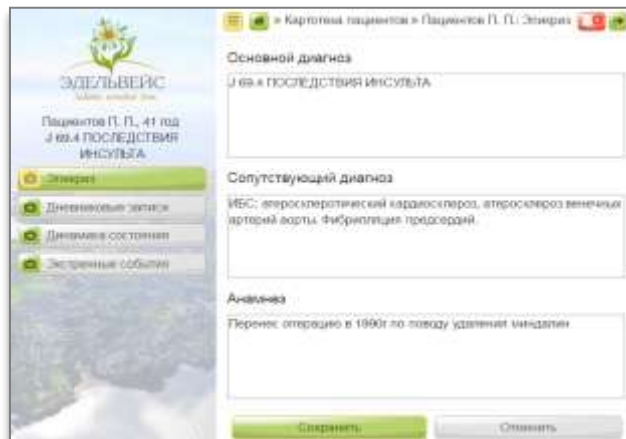 » Картотека пациентов » Пациентов П. П.: Эпикриз
ЭДЕЛЬВЕЙС
Пациентов П. П., 41 год
J 69.4 ПОСЛЕДСТВИЯ
ИНСУЛЬТА
Эпикриз
Дневниковые записи
Динамика состояния
Экстренные события
Основной диагноз
J 69.4 ПОСЛЕДСТВИЯ ИНСУЛЬТА
Сопутствующий диагноз
ИБС: атеросклеротический кардиосклероз, атеросклероз венечных
артерий аорты. Фибрилляция предсердий.
Анамнез
Перенес операцию в 1990г по поводу удаления миндалин
Сохранить
Отменить